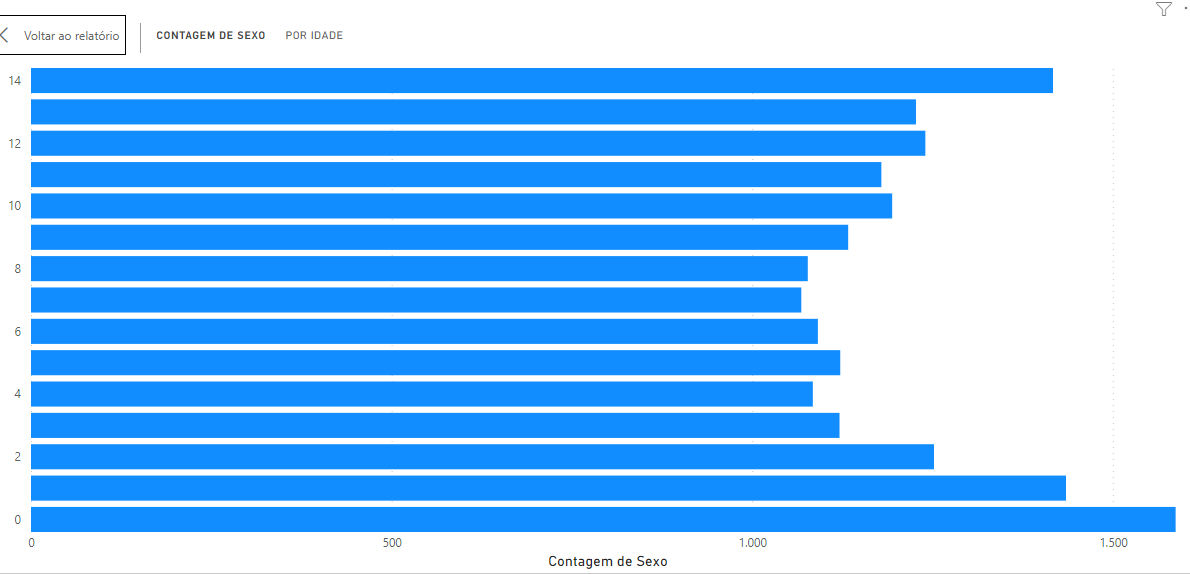 Voltar ao relatório
CONTAGEM DE SEXO POR IDADE
14
12
10
8
6
4
2
0
0 500 1.000 1.500
Contagem de Sexo